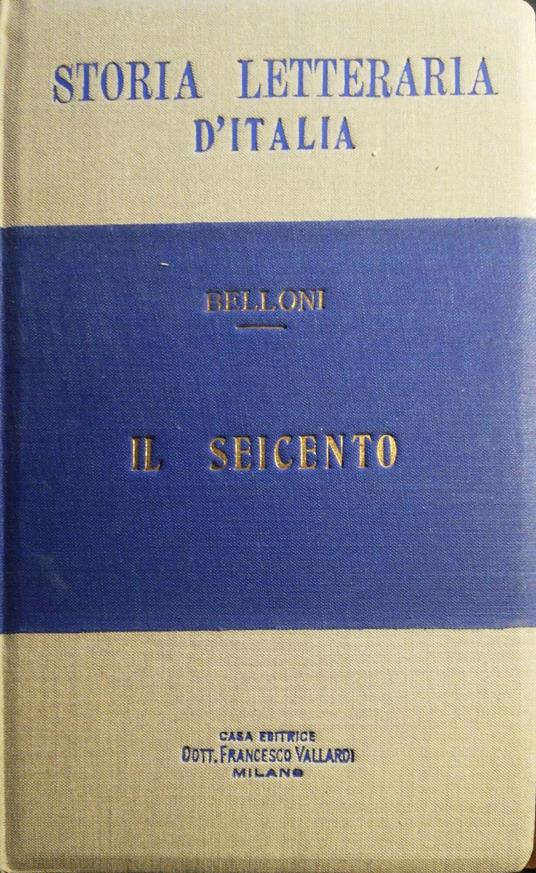 STORIA LETTERARIA
D'ITALIA
BELLONI
IL SEICENTO
CASA EDITRICE
DOTT. FRANCESCO VALLARDI
MILANO